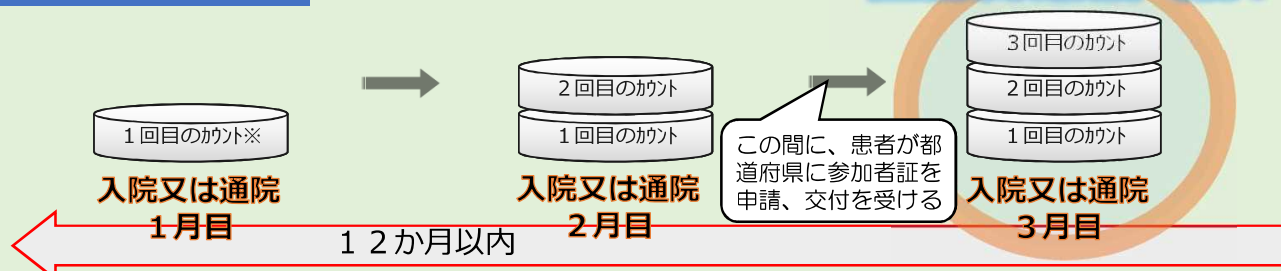 3回目のｶｳﾝﾄ
2回目のｶｳﾝﾄ
2回目のｶｳﾝﾄ
1回目のｶｳﾝﾄ※
1回目のｶｳﾝﾄ
1回目のｶｳﾝﾄ
この間に、患者が都
道府県に参加者証を
申請、交付を受ける
入院又は通院
1月目
入院又は通院
2月目
入院又は通院
3月目
１２か月以内